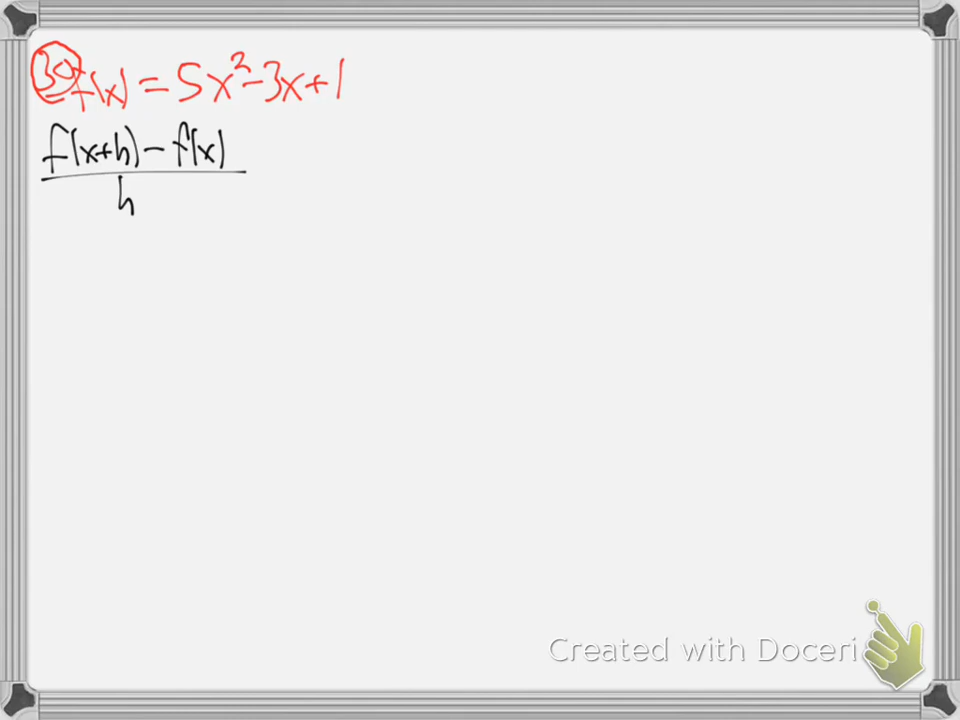 30. f(x) = 5x² - 3x + 1
f(x+h) - f(x)
h
Created with Doceri